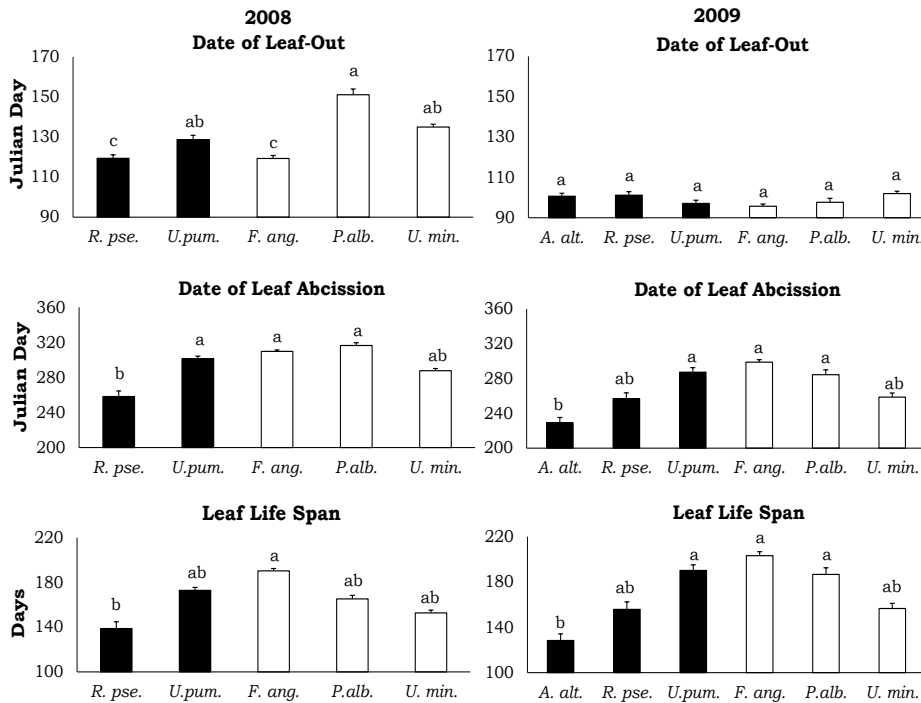 2008
Date of Leaf-Out
Julian Day
170
150
130
110
90
c
ab
c
a
ab
R. pse. U.pum. F. ang. P.alb. U. min.
2009
Date of Leaf-Out
170
150
130
110
90
a a a a a a
A. alt. R. pse. U.pum. F. ang. P.alb. U. min.
Date of Leaf Abcission
Julian Day
360
320
280
240
200
b a a a ab
R. pse. U.pum. F. ang. P.alb. U. min.
Date of Leaf Abcission
360
320
280
240
200
b ab a a a ab
A. alt. R. pse. U.pum. F. ang. P.alb. U. min.
Leaf Life Span
Days
220
180
140
100
b ab a ab ab
R. pse. U.pum. F. ang. P.alb. U. min.
Leaf Life Span
220
180
140
100
b ab a a a ab
A. alt. R. pse. U.pum. F. ang. P.alb. U. min.